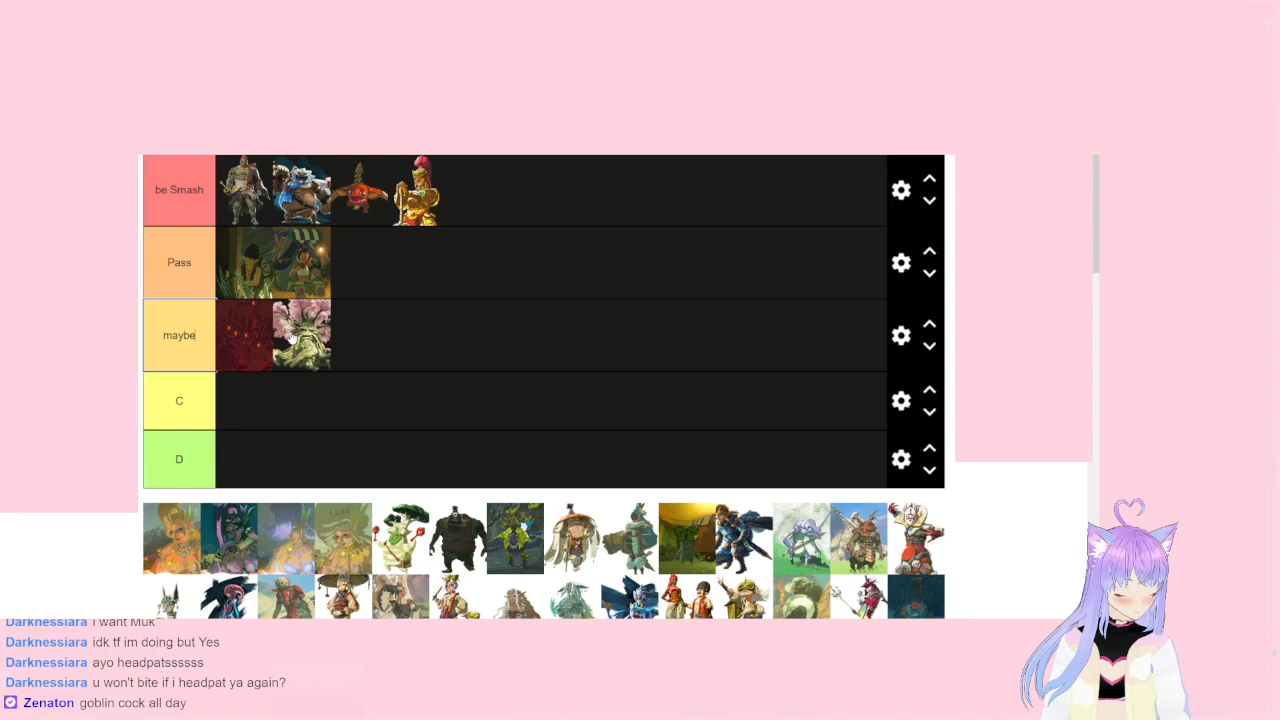 be Smash
Pass
maybe
C
D
Darknessiara I want Muk
Darknessiara idk tf im doing but Yes
Darknessiara ayo headpatssssss
Darknessiara u won't bite if i headpat ya again?
Zenaton goblin cock all day